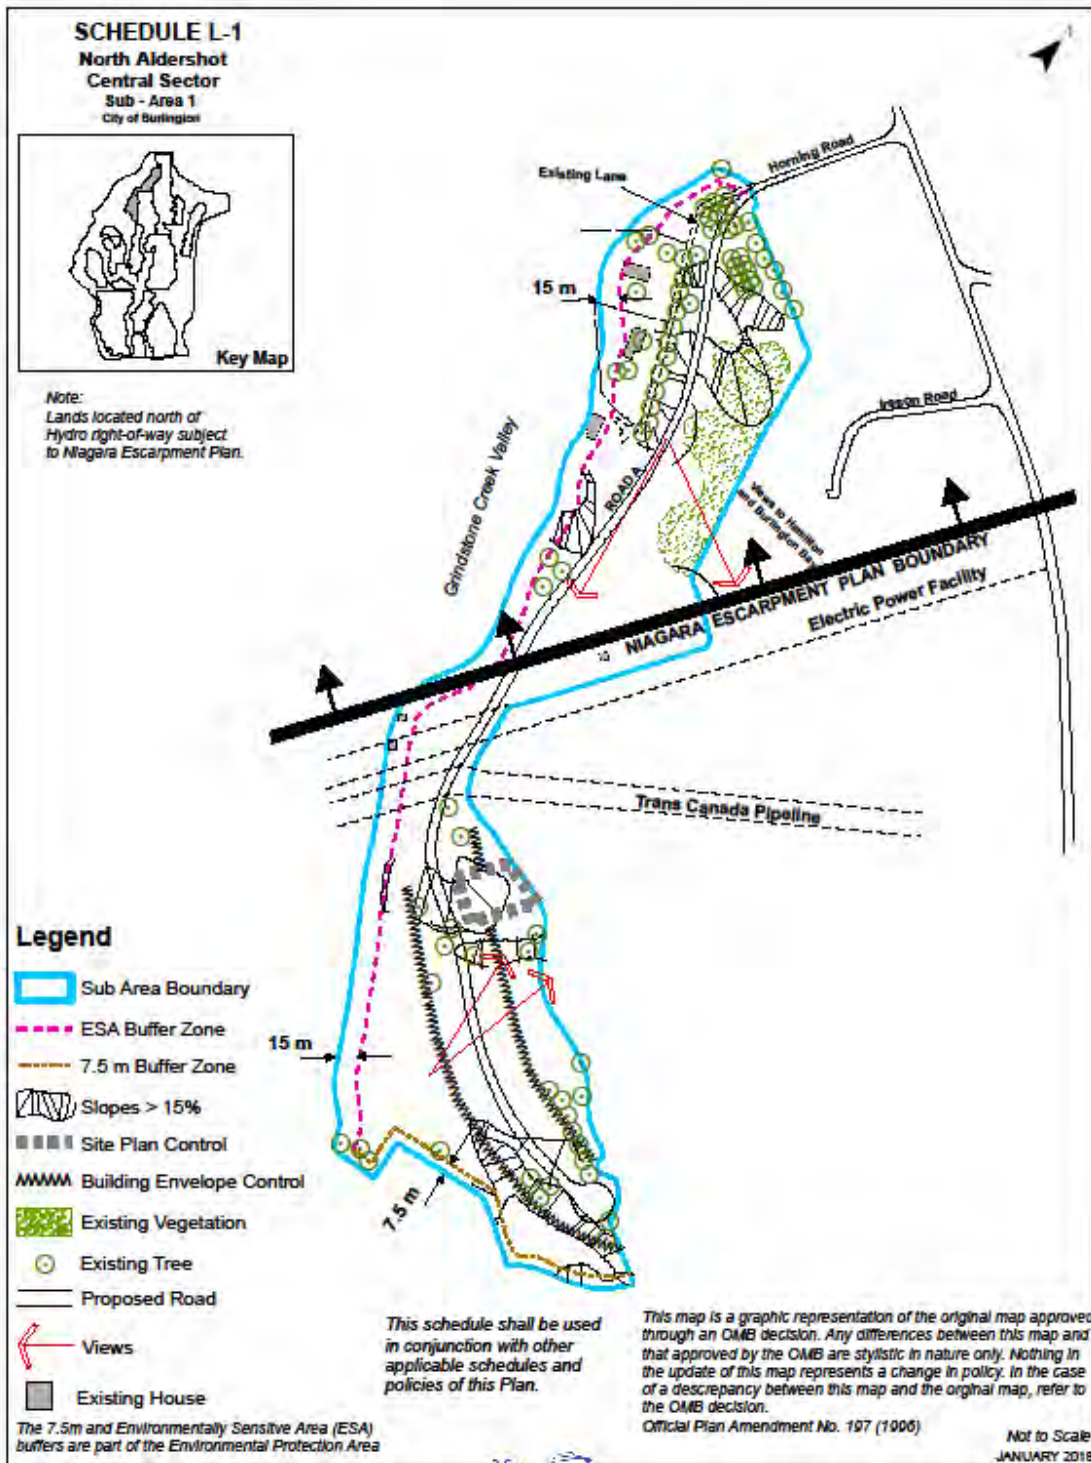 SCHEDULE L-1
North Aldershot
Central Sector
Sub - Area 1
City of Burlington
Key Map
Note:
Lands located north of
Hydro right-of-way subject
to Niagara Escarpment Plan.
Existing Lane
Horning Road
15 m
Ireson Road
Grindstone Creek Valley
ROAD A
Views to Hamilton
and Burlington Bay
NIAGARA ESCARPMENT PLAN BOUNDARY
Electric Power Facility
Trans Canada Pipeline
Legend
Sub Area Boundary
ESA Buffer Zone
15 m
7.5 m Buffer Zone
Slopes > 15%
Site Plan Control
Building Envelope Control
7.5 m
Existing Vegetation
Existing Tree
Proposed Road
Views
Existing House
The 7.5m and Environmentally Sensitive Area (ESA)
buffers are part of the Environmental Protection Area
This schedule shall be used
in conjunction with other
applicable schedules and
policies of this Plan.
This map is a graphic representation of the original map approved
through an OMB decision. Any differences between this map and
that approved by the OMB are stylistic in nature only. Nothing in
the update of this map represents a change in policy. In the case
of a descrepancy between this map and the orginal map, refer to
the OMB decision.
Official Plan Amendment No. 197 (1996)
Not to Scale
JANUARY 2018